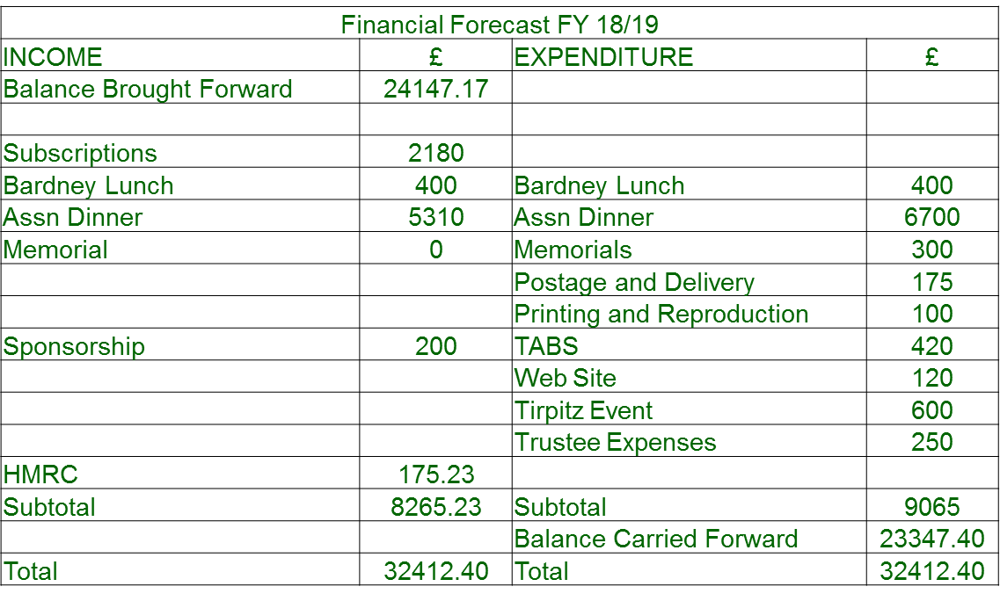 Financial Forecast FY 18/19
INCOME £ EXPENDITURE £
Balance Brought Forward 24147.17
Subscriptions 2180
Bardney Lunch 400 Bardney Lunch 400
Assn Dinner 5310 Assn Dinner 6700
Memorial 0 Memorials 300
Postage and Delivery 175
Printing and Reproduction 100
Sponsorship 200 TABS 420
Web Site 120
Tirpitz Event 600
Trustee Expenses 250
HMRC 175.23
Subtotal 8265.23 Subtotal 9065
Balance Carried Forward 23347.40
Total 32412.40 Total 32412.40